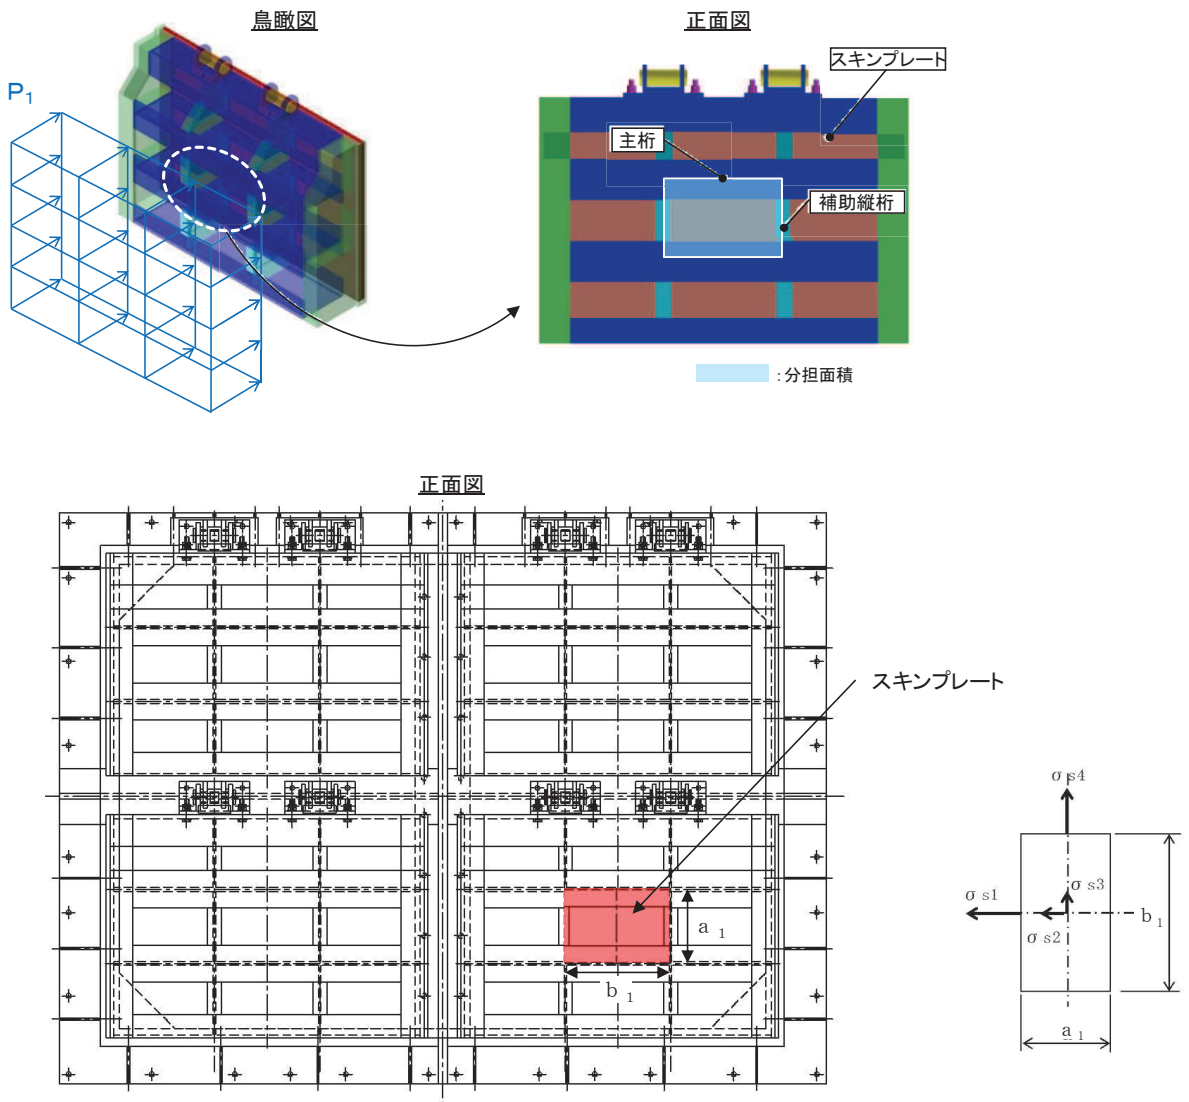 鳥瞰図
正面図
P1
スキンプレート
主桁
補助縦桁
:分担面積
正面図
スキンプレート
a 1
b 1
σ s4
σ s3
σ s1
σ s2
b 1
a 1